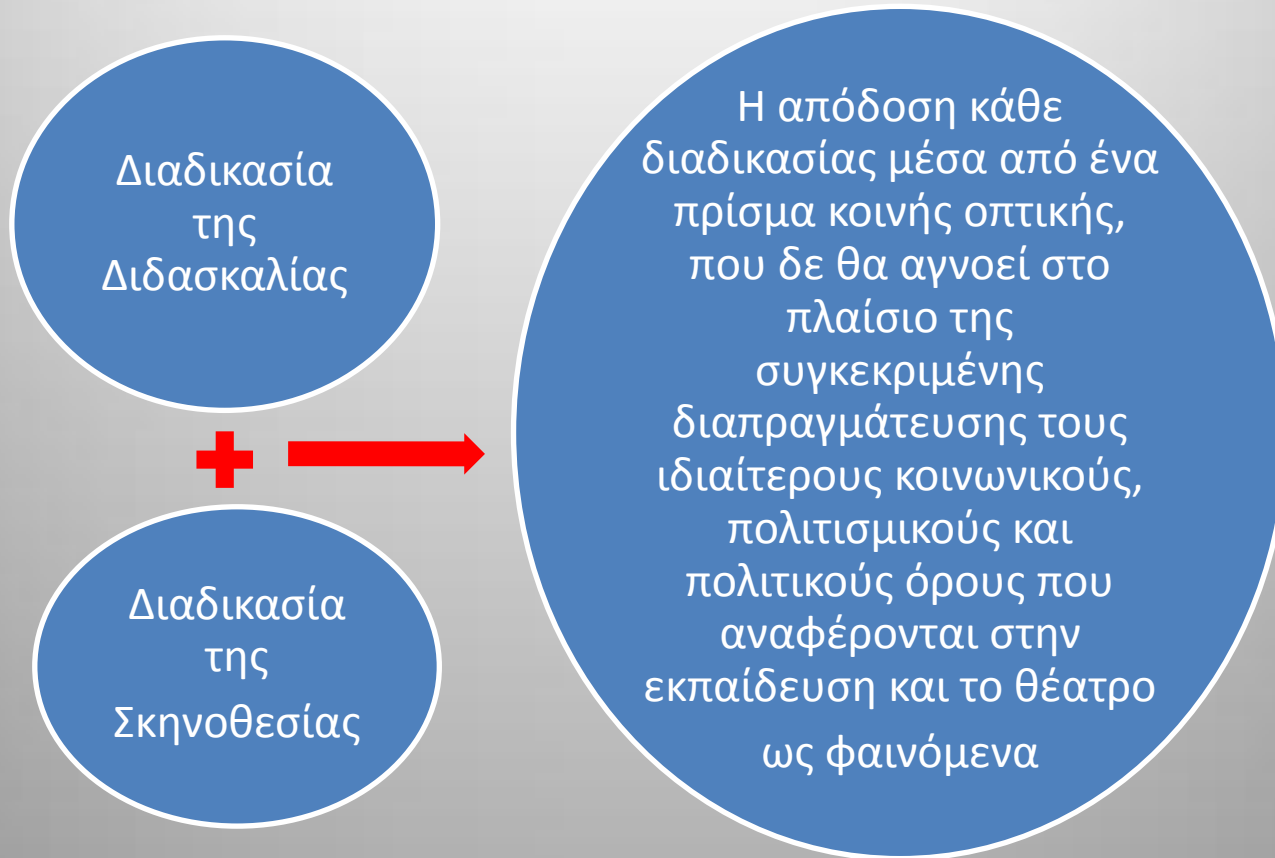 Διαδικασία
της
Διδασκαλίας
Διαδικασία
της
Σκηνοθεσίας
Η απόδοση κάθε
διαδικασίας μέσα από ένα
πρίσμα κοινής οπτικής,
που δε θα αγνοεί στο
πλαίσιο της
συγκεκριμένης
διαπραγμάτευσης τους
ιδιαίτερους κοινωνικούς,
πολιτισμικούς και
πολιτικούς όρους που
αναφέρονται στην
εκπαίδευση και το θέατρο
ως φαινόμενα